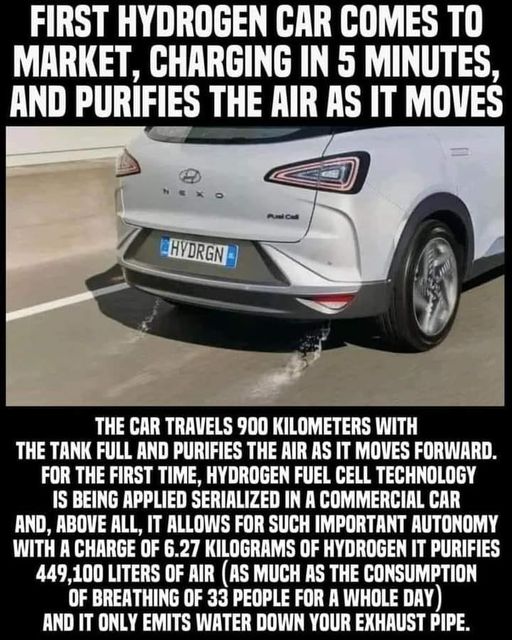 FIRST HYDROGEN CAR COMES TO
MARKET, CHARGING IN 5 MINUTES,
AND PURIFIES THE AIR AS IT MOVES
NEXO
Fuel Cell
HYDRGN
THE CAR TRAVELS 900 KILOMETERS WITH
THE TANK FULL AND PURIFIES THE AIR AS IT MOVES FORWARD.
FOR THE FIRST TIME, HYDROGEN FUEL CELL TECHNOLOGY
IS BEING APPLIED SERIALIZED IN A COMMERCIAL CAR
AND, ABOVE ALL, IT ALLOWS FOR SUCH IMPORTANT AUTONOMY
WITH A CHARGE OF 6.27 KILOGRAMS OF HYDROGEN IT PURIFIES
449,100 LITERS OF AIR (AS MUCH AS THE CONSUMPTION
OF BREATHING OF 33 PEOPLE FOR A WHOLE DAY)
AND IT ONLY EMITS WATER DOWN YOUR EXHAUST PIPE.